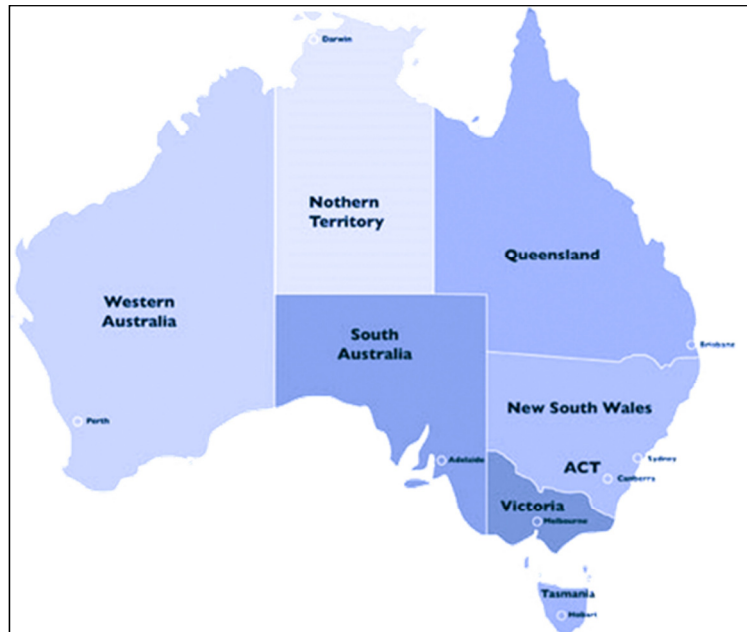 Darwin
Nothern
Territory
Queensland
Western
Australia
South
Australia
Brisbane
New South Wales
Perth
Adelaide
ACT
Sydney
Canberra
Victoria
Melbourne
Tasmania
Hobart